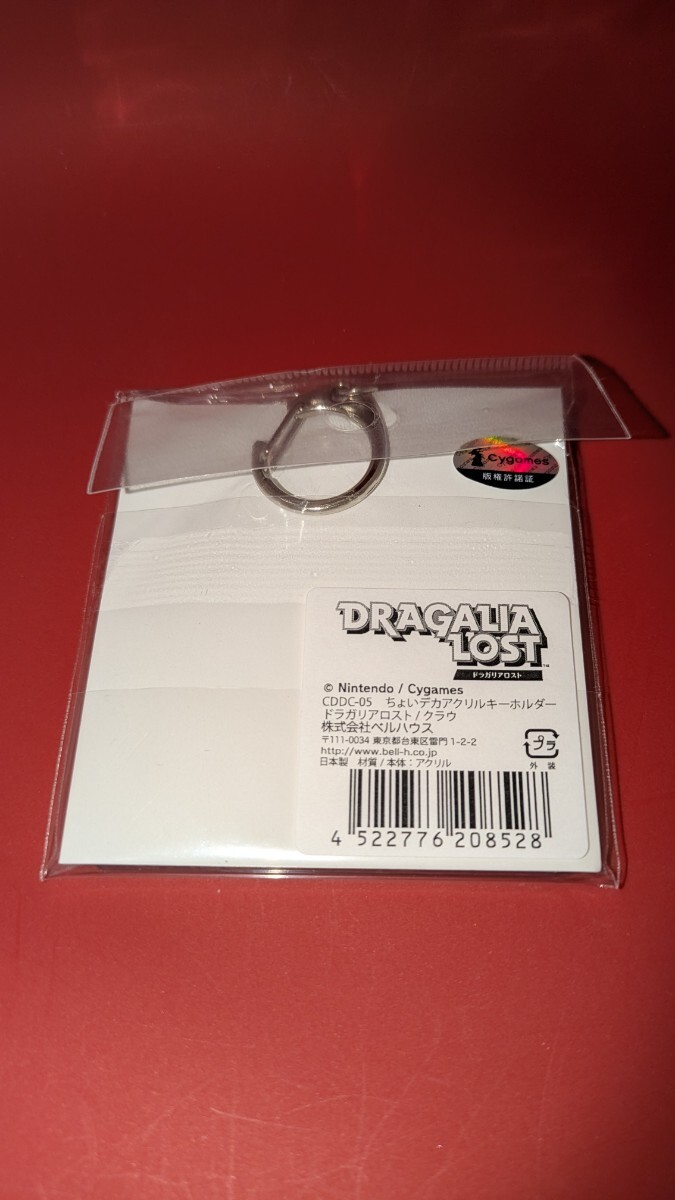 Cygames
版権許諾証
DRAGALIA
LOST™
ドラガリアロスト
© Nintendo / Cygames
CDDC-05 ちょいデカアクリルキーホルダー
ドラガリアロスト / クラウ
株式会社ベルハウス
〒111-0034 東京都台東区雷門 1-2-2
http://www.bell-h.co.jp
日本製 材質 / 本体：アクリル
プラ
外 装
4 522776 208528